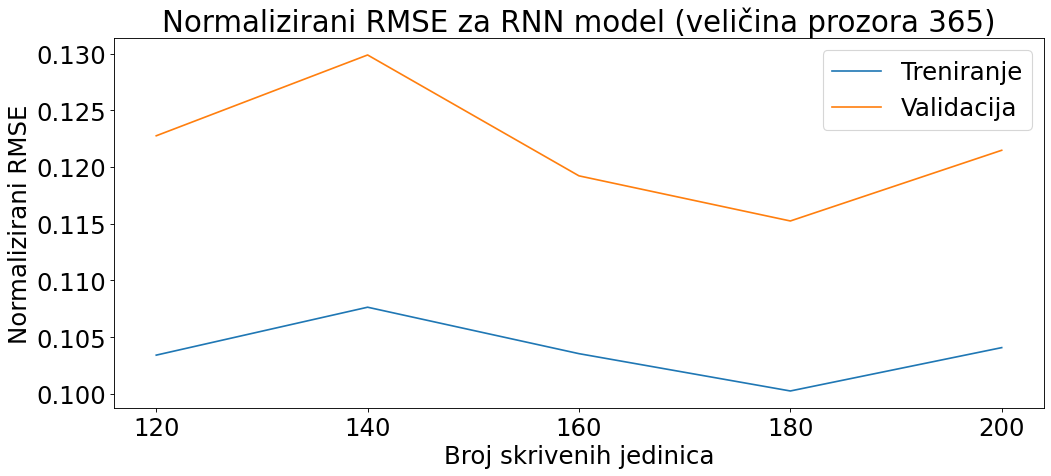 Normalizirani RMSE za RNN model (veličina prozora 365)
Treniranje
Validacija
Normalizirani RMSE
0.130
0.125
0.120
0.115
0.110
0.105
0.100
120 140 160 180 200
Broj skrivenih jedinica